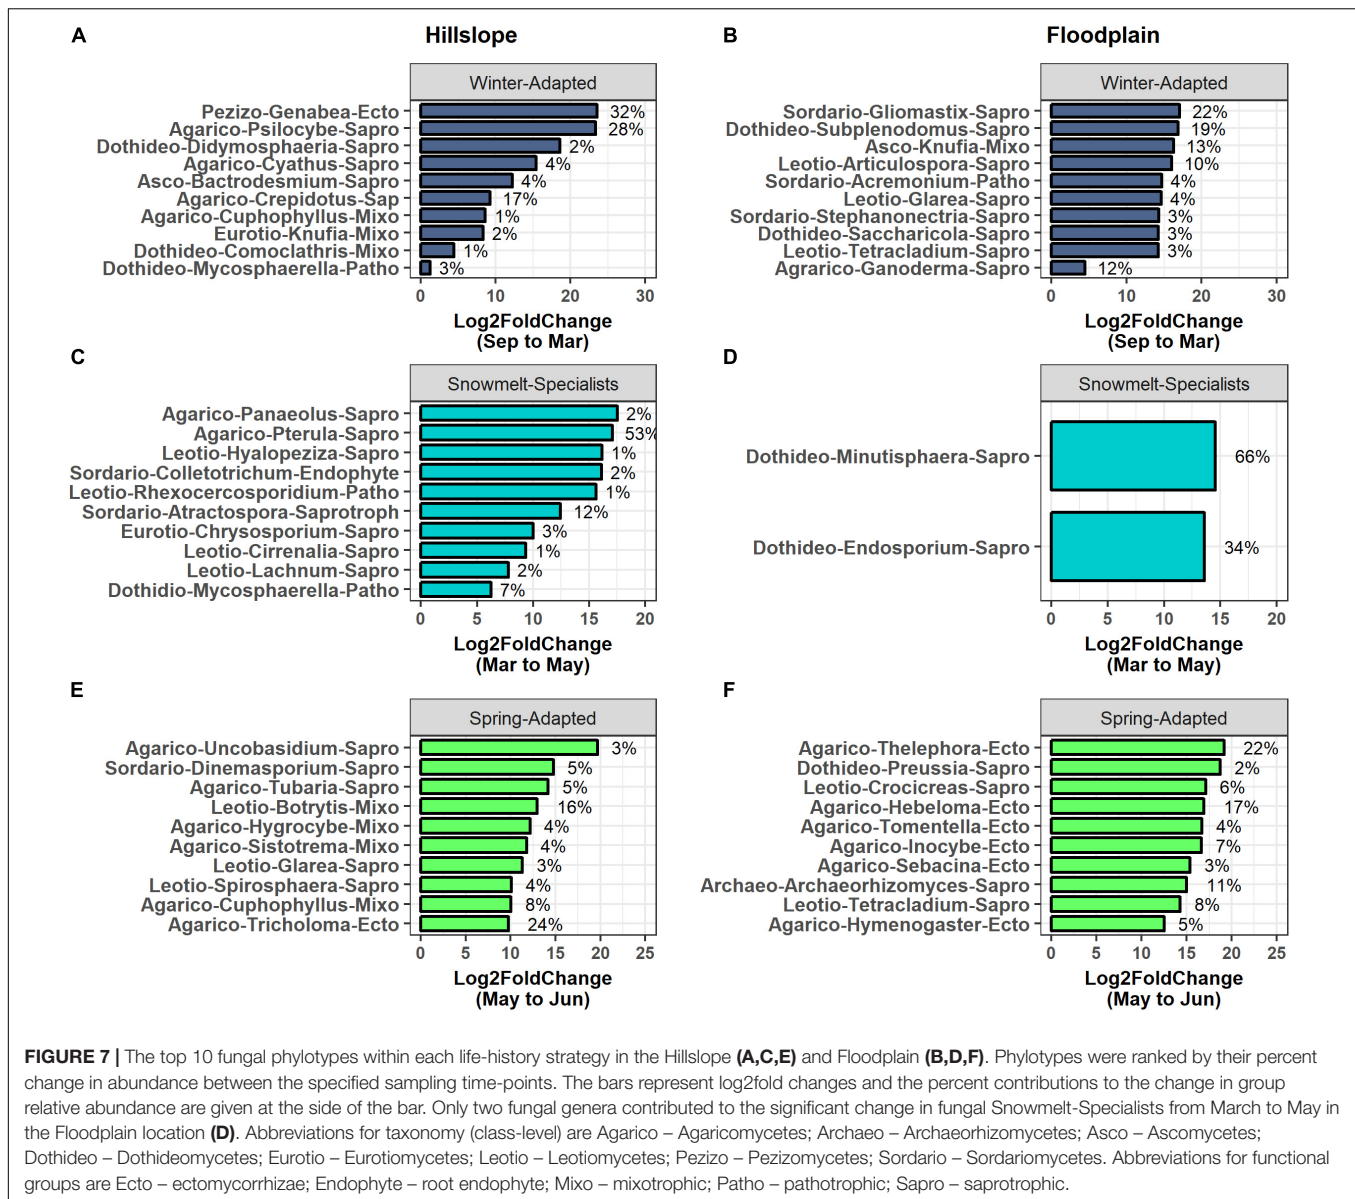 A
Hillslope
Winter-Adapted
Pezizo-Genabea-Ecto 32%
Agarico-Psilocybe-Sapro 28%
Dothideo-Didymosphaeria-Sapro 2%
Agarico-Cyathus-Sapro 4%
Asco-Bactrodesmium-Sapro 4%
Agarico-Crepidotus-Sap 17%
Agarico-Cuphophyllus-Mixo 1%
Eurotio-Knufia-Mixo 2%
Dothideo-Comoclathris-Mixo 1%
Dothideo-Mycosphaerella-Patho 3%
0 10 20 30
Log2FoldChange
(Sep to Mar)
B
Floodplain
Winter-Adapted
Sordario-Gliomastix-Sapro 22%
Dothideo-Subplenodomus-Sapro 19%
Asco-Knufia-Mixo 13%
Leotio-Articulospora-Sapro 10%
Sordario-Acremonium-Patho 4%
Leotio-Glarea-Sapro 4%
Sordario-Stephanonectria-Sapro 3%
Dothideo-Saccharicola-Sapro 3%
Leotio-Tetracladium-Sapro 3%
Agrarico-Ganoderma-Sapro 12%
0 10 20 30
Log2FoldChange
(Sep to Mar)
C
Snowmelt-Specialists
Agarico-Panaeolus-Sapro 2%
Agarico-Pterula-Sapro 53%
Leotio-Hyalopeziza-Sapro 1%
Sordario-Colletotrichum-Endophyte 2%
Leotio-Rhexocercosporidium-Patho 1%
Sordario-Atractospora-Saprotroph 12%
Eurotio-Chrysosporium-Sapro 3%
Leotio-Cirrenalia-Sapro 1%
Leotio-Lachnum-Sapro 2%
Dothidio-Mycosphaerella-Patho 7%
0 5 10 15 20
Log2FoldChange
(Mar to May)
D
Snowmelt-Specialists
Dothideo-Minutisphaera-Sapro 66%
Dothideo-Endosporium-Sapro 34%
0 5 10 15 20
Log2FoldChange
(Mar to May)
E
Spring-Adapted
Agarico-Uncobasidium-Sapro 3%
Sordario-Dinemasporium-Sapro 5%
Agarico-Tubaria-Sapro 5%
Leotio-Botrytis-Mixo 16%
Agarico-Hygrocybe-Mixo 4%
Agarico-Sistotrema-Mixo 4%
Leotio-Glarea-Sapro 3%
Leotio-Spirosphaera-Sapro 4%
Agarico-Cuphophyllus-Mixo 8%
Agarico-Tricholoma-Ecto 24%
0 5 10 15 20 25
Log2FoldChange
(May to Jun)
F
Spring-Adapted
Agarico-Thelephora-Ecto 22%
Dothideo-Preussia-Sapro 2%
Leotio-Crocicreas-Sapro 6%
Agarico-Hebeloma-Ecto 17%
Agarico-Tomentella-Ecto 4%
Agarico-Inocybe-Ecto 7%
Agarico-Sebacina-Ecto 3%
Archaeo-Archaeorhizomyces-Sapro 11%
Leotio-Tetracladium-Sapro 8%
Agarico-Hymenogaster-Ecto 5%
0 5 10 15 20 25
Log2FoldChange
(May to Jun)
FIGURE 7 | The top 10 fungal phylotypes within each life-history strategy in the Hillslope (A,C,E) and Floodplain (B,D,F). Phylotypes were ranked by their percent
change in abundance between the specified sampling time-points. The bars represent log2fold changes and the percent contributions to the change in group
relative abundance are given at the side of the bar. Only two fungal genera contributed to the significant change in fungal Snowmelt-Specialists from March to May in
the Floodplain location (D). Abbreviations for taxonomy (class-level) are Agarico – Agaricomycetes; Archaeo – Archaeorhizomycetes; Asco – Ascomycetes;
Dothideo – Dothideomycetes; Eurotio – Eurotiomycetes; Leotio – Leotiomycetes; Pezizo – Pezizomycetes; Sordario – Sordariomycetes. Abbreviations for functional
groups are Ecto – ectomycorrhizae; Endophyte – root endophyte; Mixo – mixotrophic; Patho – pathotrophic; Sapro – saprotrophic.